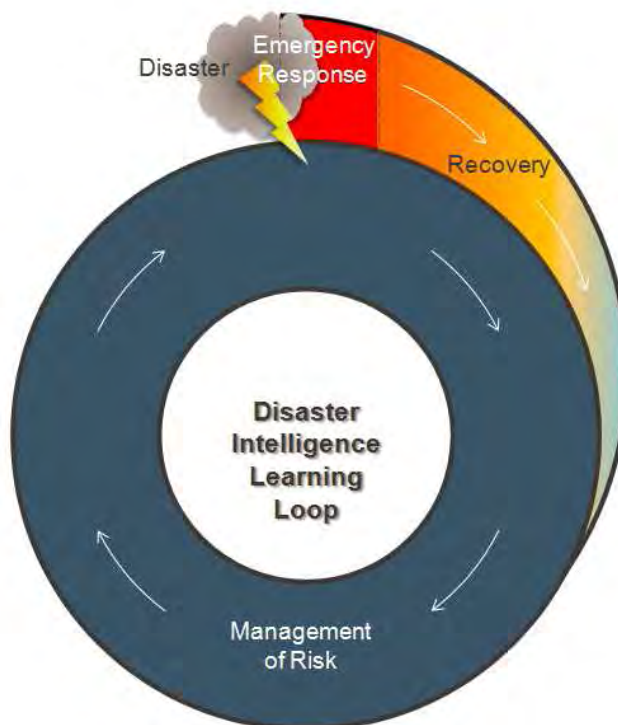 Emergency
Response
Disaster
Recovery
Disaster
Intelligence
Learning
Loop
Management
of Risk